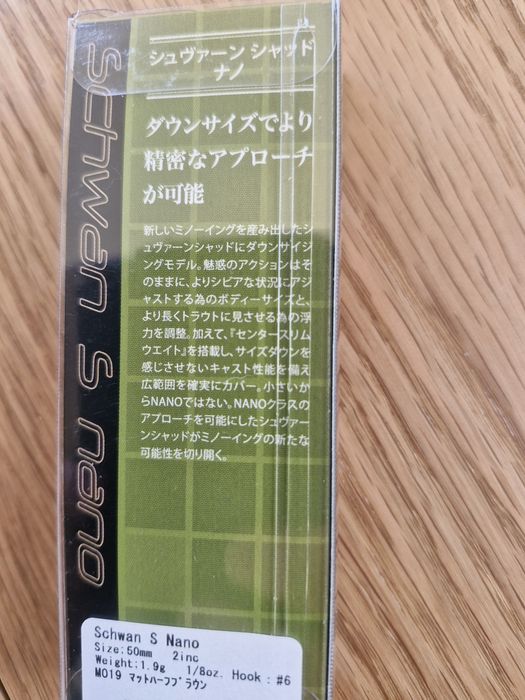 シュヴァーン シャッド
ナノ
ダウンサイズでより
精密なアプローチ
が可能
新しいミノーイングを産み出した
シュヴァーンシャッドにダウンサイジ
ングモデル。魅惑のアクションはそ
のままに、よりシビアな状況にアジ
ャストする為のボディーサイズと、
より長くトラウトに見させる為の浮
力を調整。加えて、『センタースリム
ウエイト』を搭載し、サイズダウンを
感じさせないキャスト性能を備え
広範囲を確実にカバー。小さいか
らNANOではない。NANOクラスの
アプローチを可能にしたシュヴァー
ンシャッドがミノーイングの新たな
可能性を切り開く。
schwan S nano
Schwan S Nano
Size:50mm 2inc
Weight:1.9g 1/8oz. Hook : #6
M019 マットハーフブラウン